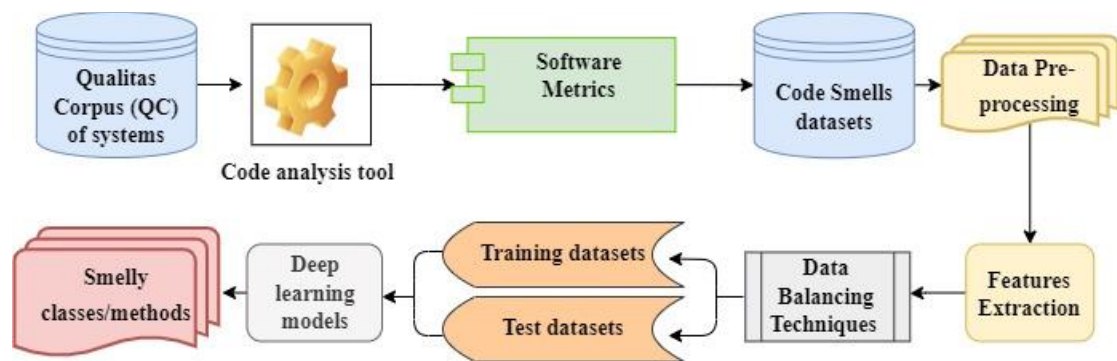 Qualitas
Corpus (QC)
of systems
Code analysis tool
Software
Metrics
Code Smells
datasets
Data Pre-
processing
Features
Extraction
Data
Balancing
Techniques
Training datasets
Test datasets
Deep
learning
models
Smelly
classes/methods